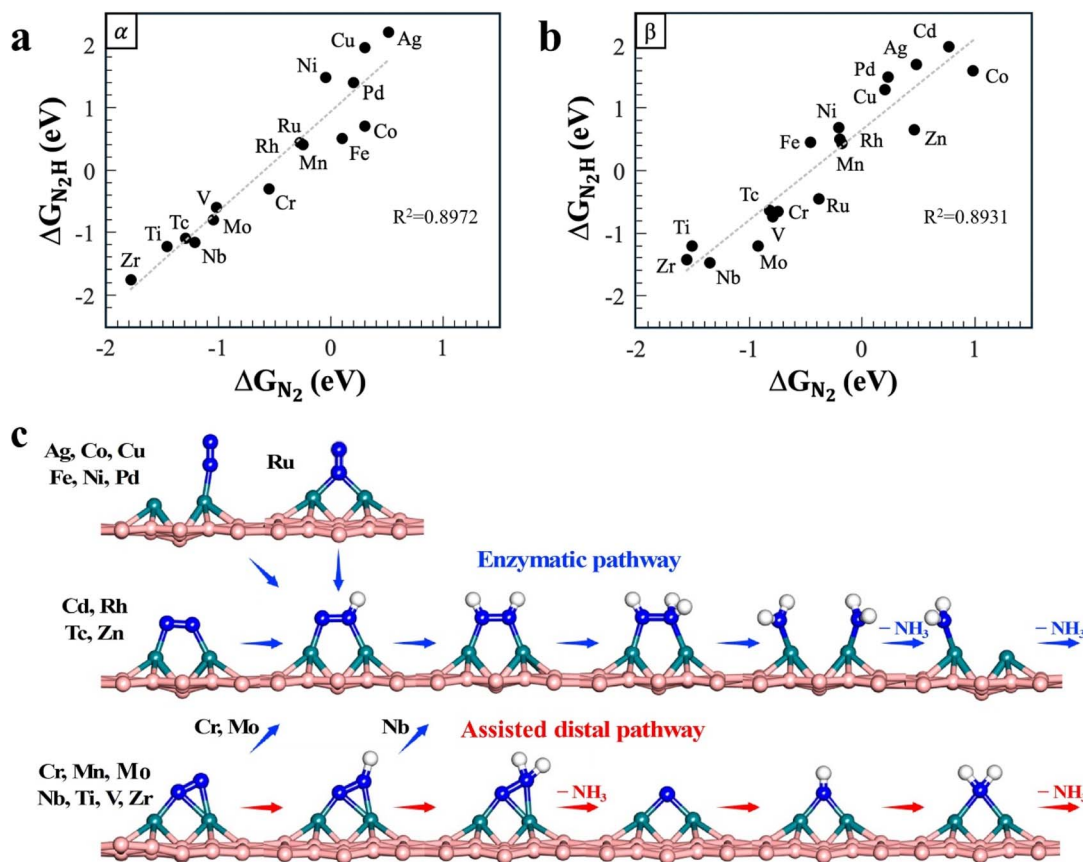 a
α
2
1
0
-1
-2
ΔG_N₂H (eV)
Cu
Ag
Ni
Pd
Ru
Co
Rh
Mn
Fe
V
Cr
Tc
Mo
Ti
Nb
Zr
R²=0.8972
-2
-1
0
1
ΔG_N₂ (eV)
b
β
2
1
0
-1
-2
ΔG_N₂H (eV)
Cd
Ag
Pd
Co
Cu
Ni
Zn
Fe
Rh
Mn
Tc
Cr
Ru
Ti
V
Zr
Nb
Mo
R²=0.8931
-2
-1
0
1
ΔG_N₂ (eV)
c
Ag, Co, Cu
Fe, Ni, Pd
Ru
Enzymatic pathway
Cd, Rh
Tc, Zn
− NH₃
− NH₃
Cr, Mo
Nb
Assisted distal pathway
Cr, Mn, Mo
Nb, Ti, V, Zr
− NH₃
− NH₃